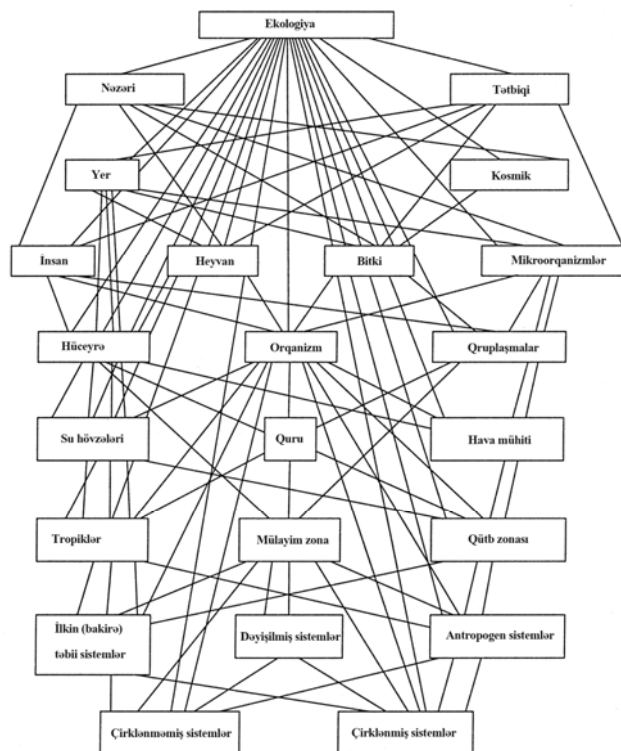 Ekologiya
Nəzəri
Tətbiqi
Yer
Kosmik
İnsan
Heyvan
Bitki
Mikroorqanizmlər
Hüceyrə
Orqanizm
Qruplaşmalar
Su hövzələri
Quru
Hava mühiti
Tropiklər
Mülayim zona
Qütb zonası
İlkin (bakirə)
təbii sistemlər
Dəyişilmiş sistemlər
Antropogen sistemlər
Çirklənməmiş sistemlər
Çirklənmiş sistemlər